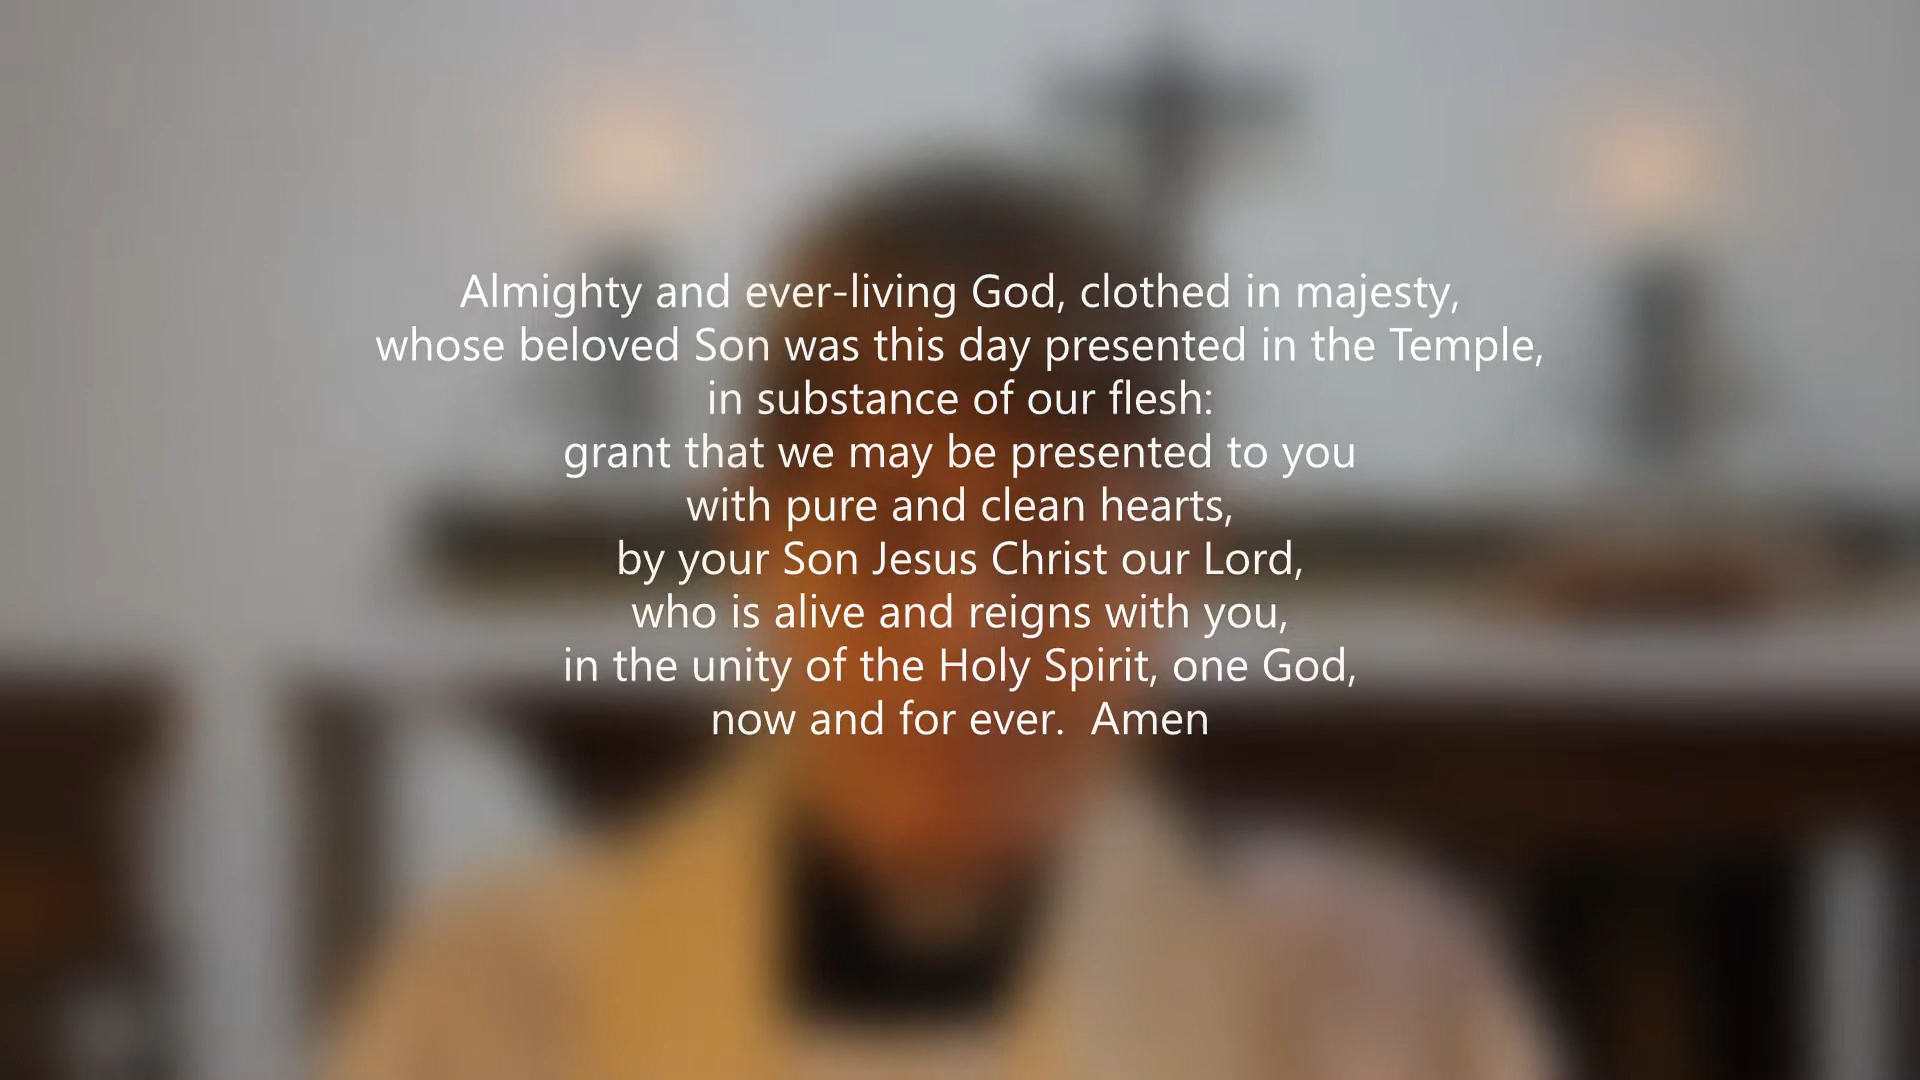 Almighty and ever-living God, clothed in majesty,
whose beloved Son was this day presented in the Temple,
in substance of our flesh:
grant that we may be presented to you
with pure and clean hearts,
by your Son Jesus Christ our Lord,
who is alive and reigns with you,
in the unity of the Holy Spirit, one God,
now and for ever.  Amen